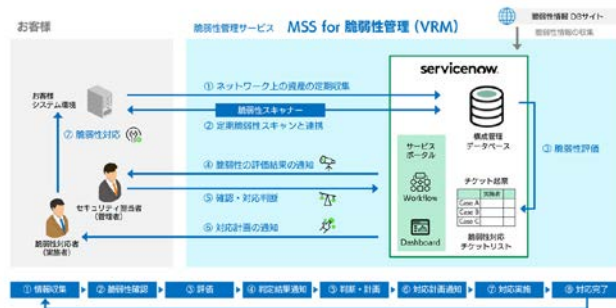 お客様
脆弱性管理サービス MSS for 脆弱性管理(VRM)
脆弱性情報 DBサイト
脆弱性情報の収集
servicenow.
お客様
システム環境
① ネットワーク上の資産の定期収集
脆弱性スキャナー
② 定期脆弱性スキャンと連携
⑦ 脆弱性対応
構成管理
データベース
③ 脆弱性評価
サービス
ポータル
④ 脆弱性の評価結果の通知
チケット起票
Workflow
実施者
Case A
Case B
Case C
⑤ 確認・対応判断
セキュリティ担当者
(管理者)
⑥ 対応計画の通知
Dashboard
脆弱性対応
チケットリスト
脆弱性対応者
(実施者)
① 情報収集
② 脆弱性確認
③ 評価
④ 判定結果通知
⑤ 判断・計画
⑥ 対応計画通知
⑦ 対応実施
⑧ 対応完了